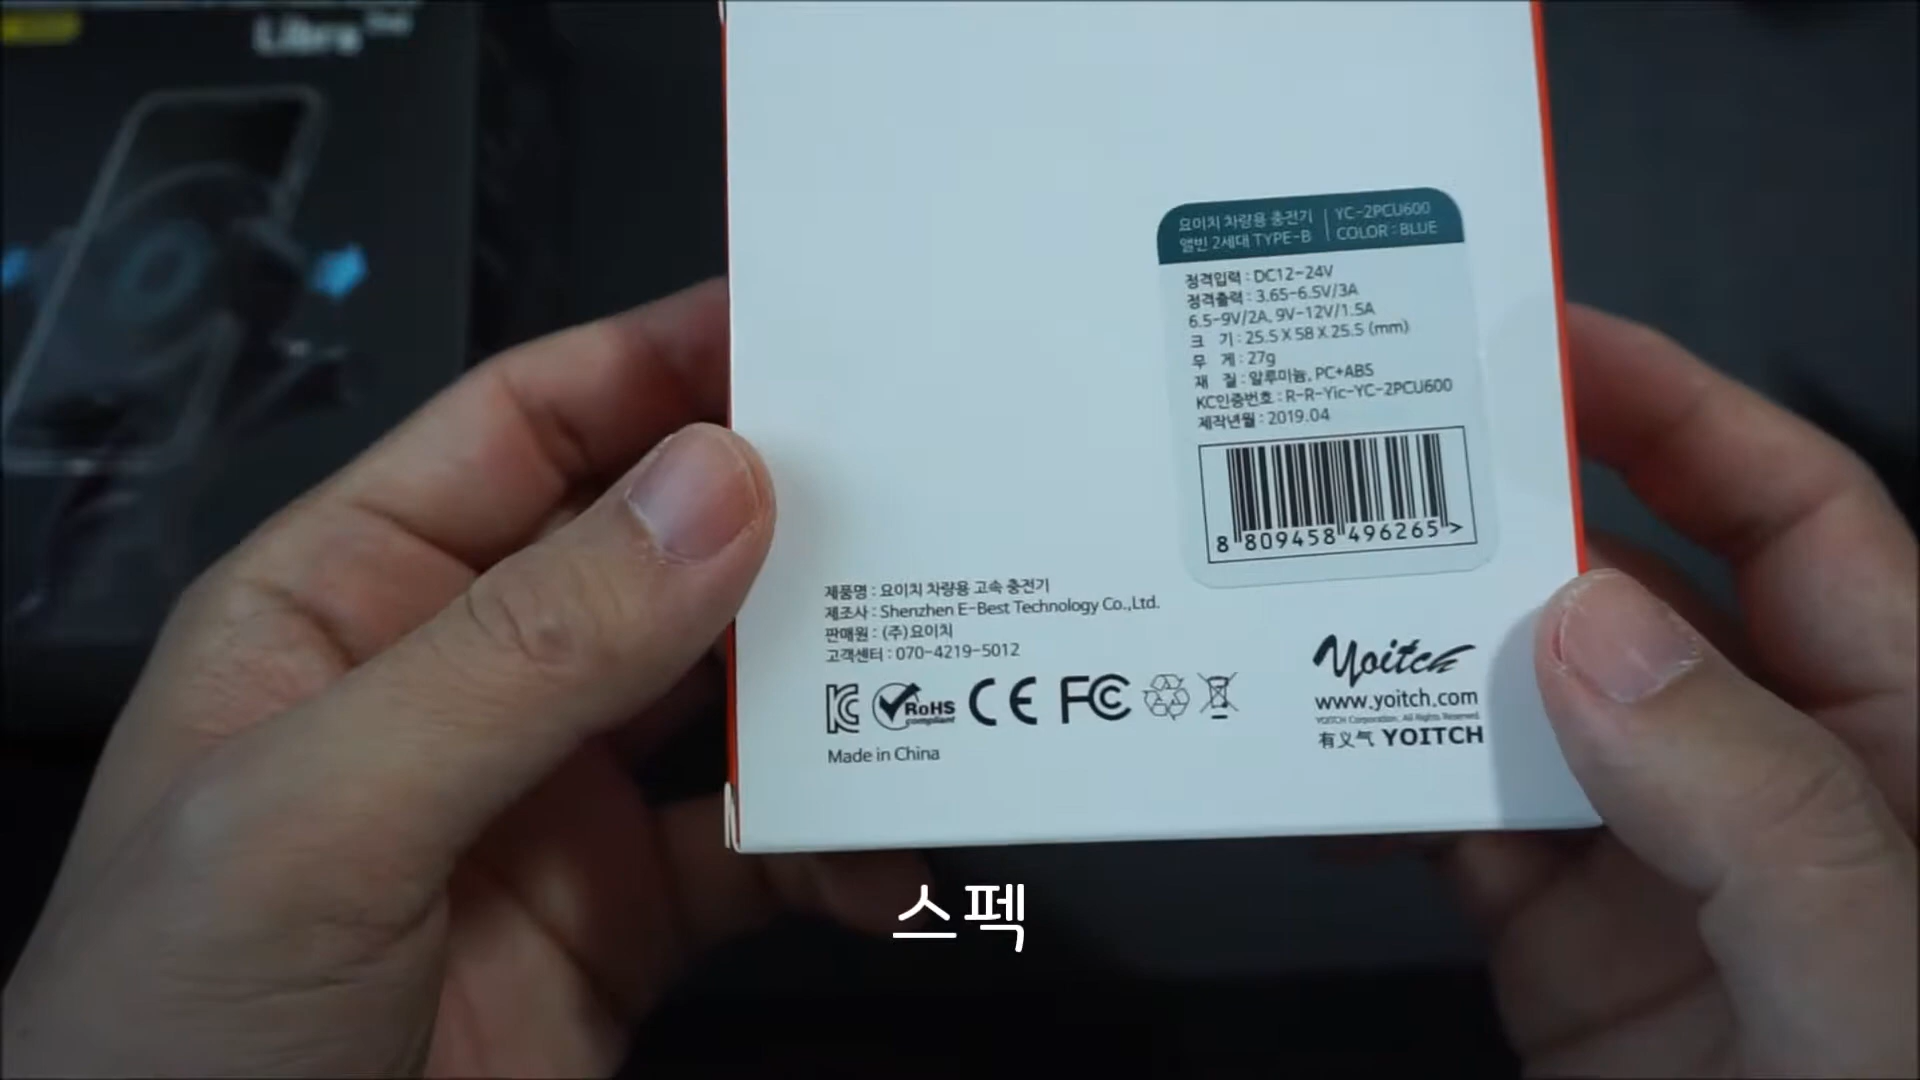 Libra
요이치 차량용 충전기
앨빈 2세대 TYPE-B
YC-2PCU600
COLOR : BLUE
정격입력 : DC12-24V
정격출력 : 3.65-6.5V/3A
6.5-9V/2A, 9V-12V/1.5A
크 기 : 25.5 X 58 X 25.5 (mm)
무 게 : 27g
재 질 : 알루미늄, PC+ABS
KC인증번호 : R-R-Yic-YC-2PCU600
제작년월 : 2019.04
8 809458 496265 >
제품명 : 요이치 차량용 고속 충전기
제조사 : Shenzhen E-Best Technology Co.,Ltd.
판매원 : (주)요이치
고객센터 : 070-4219-5012
KC RoHS compliant CE FC
Made in China
Yoitch
www.yoitch.com
YOITCH Corporation. All Rights Reserved.
有义气 YOITCH
스펙